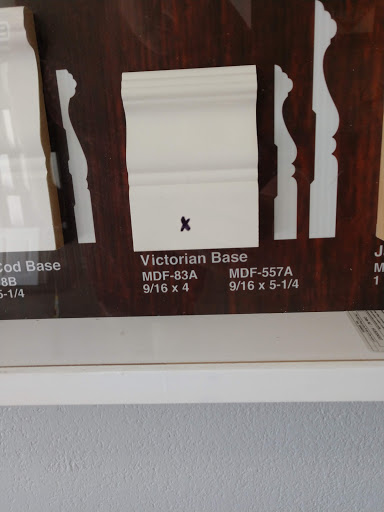 Cod Base
8B
5-1/4
X
Victorian Base
MDF-83A MDF-557A
9/16 x 4 9/16 x 5-1/4
J
M
1